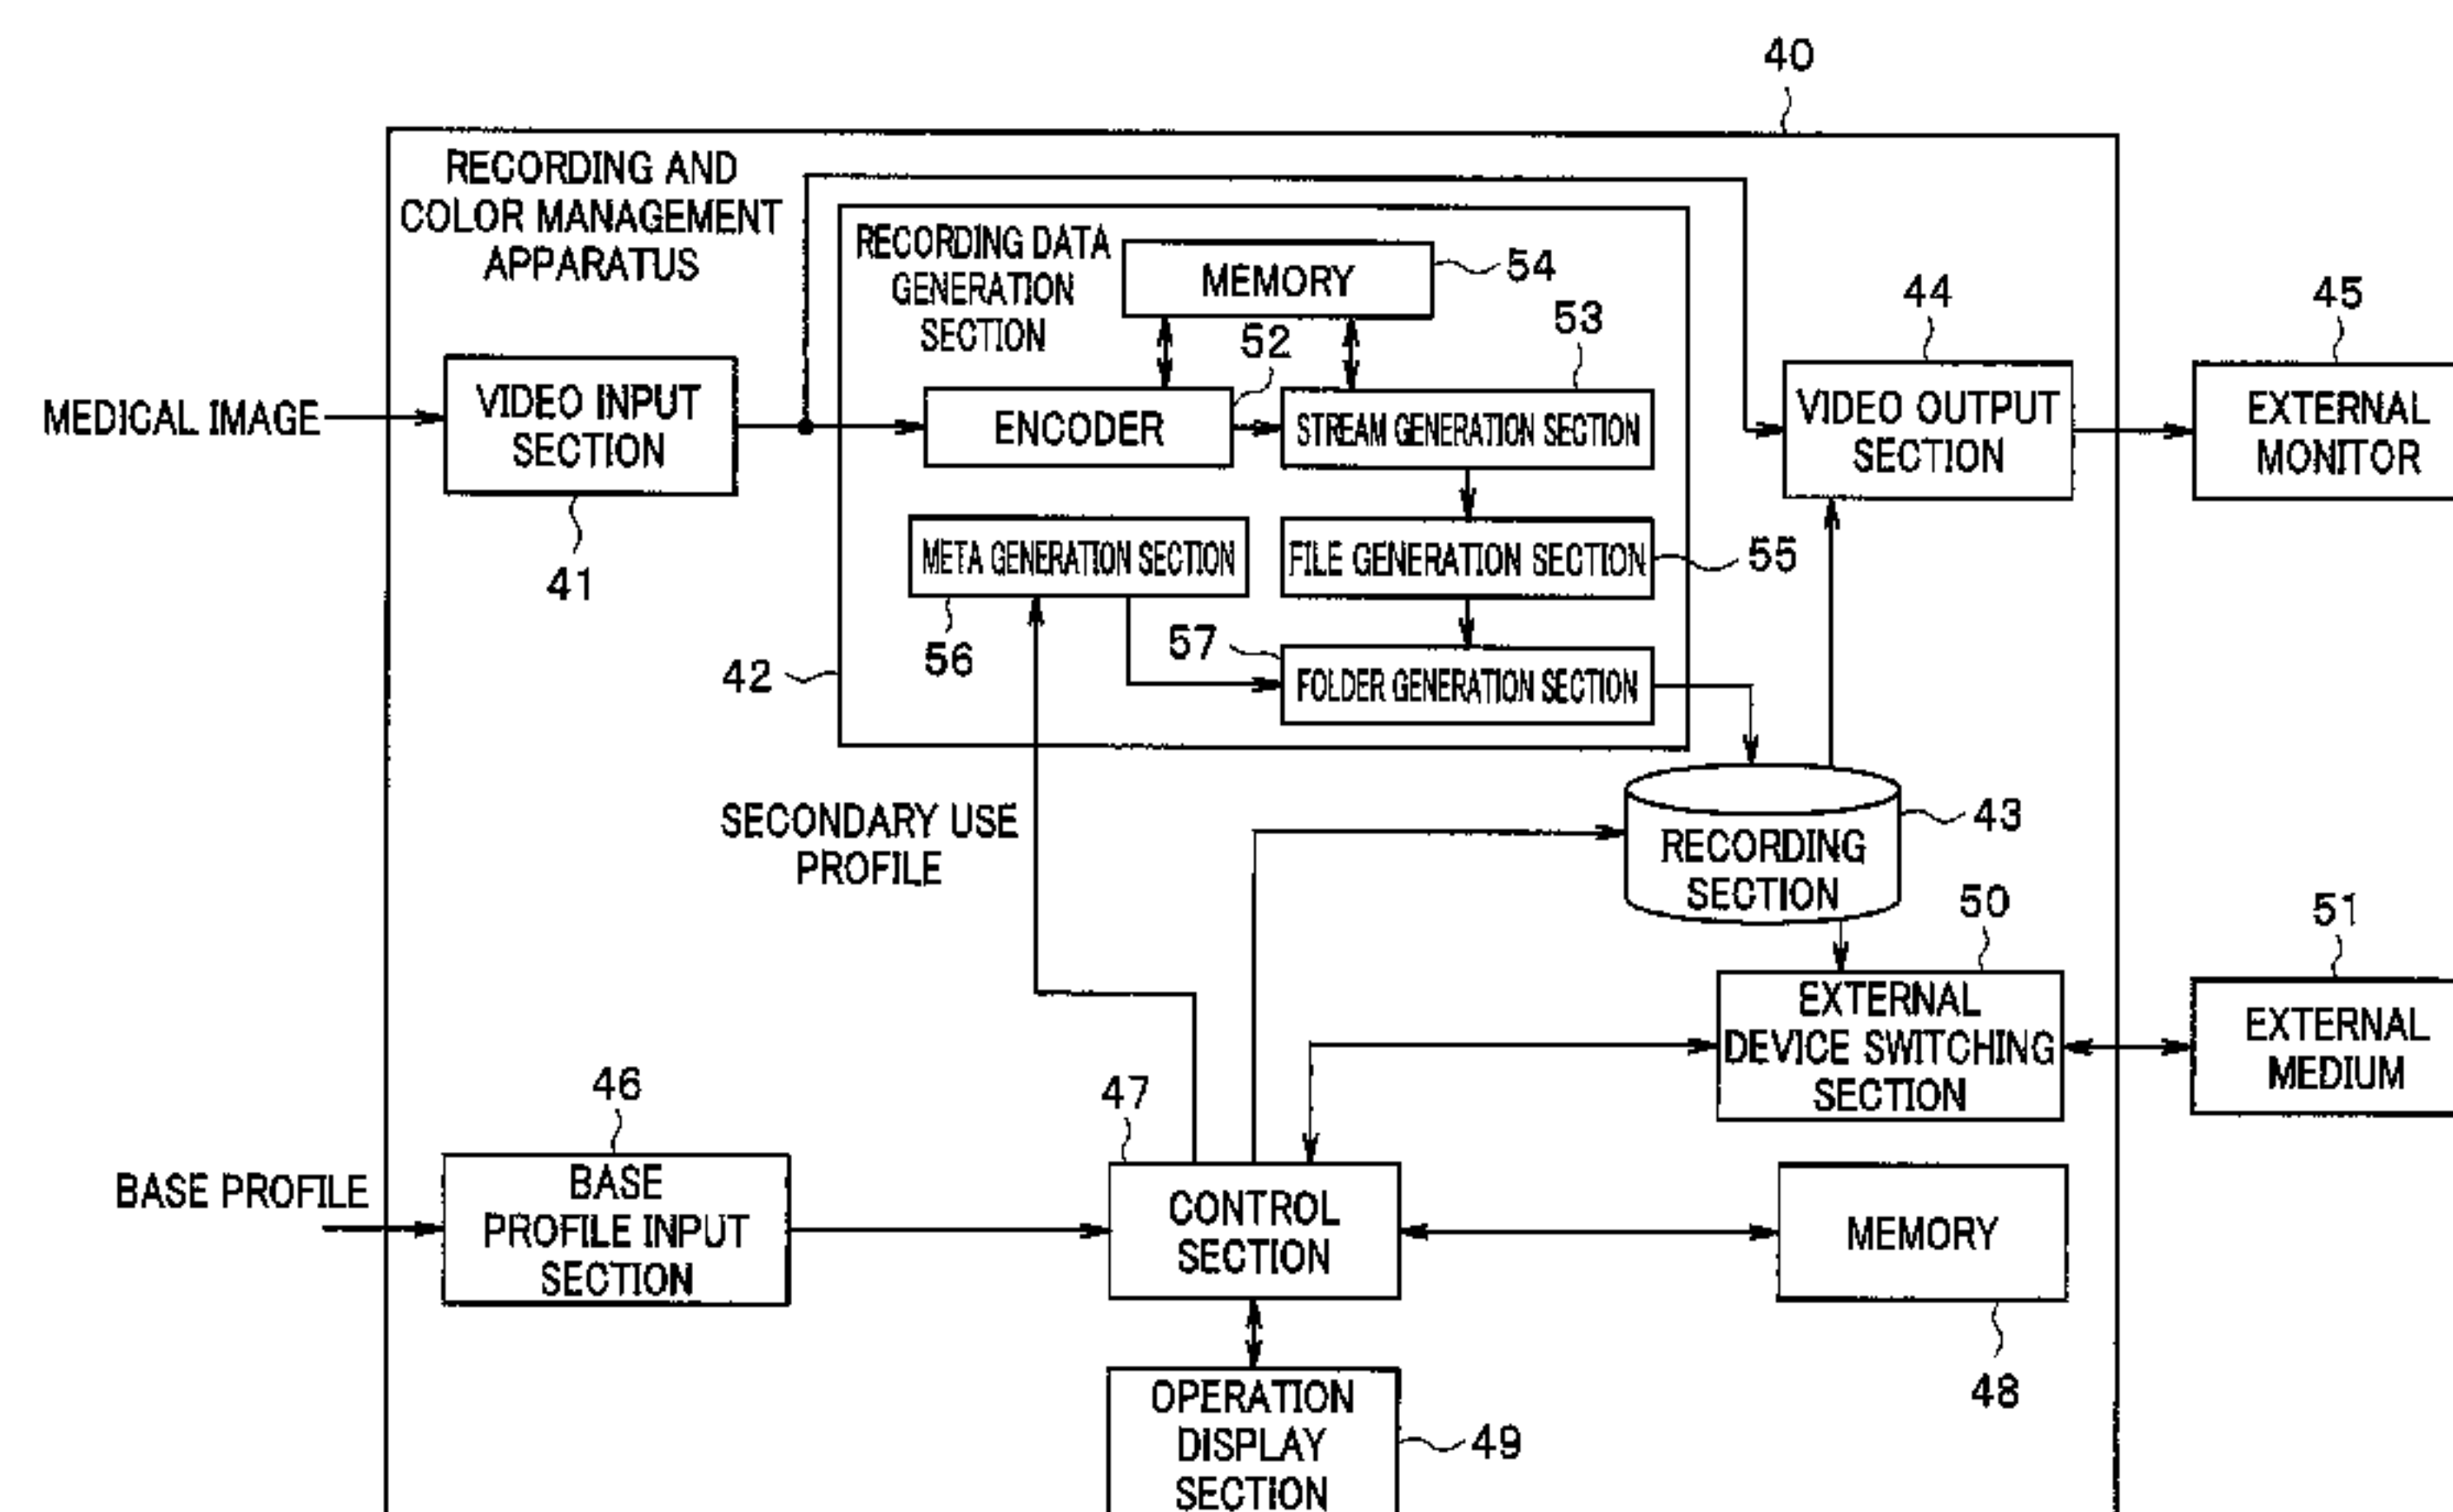 40
RECORDING AND
COLOR MANAGEMENT
APPARATUS
RECORDING DATA
GENERATION
SECTION
MEMORY
54
53
52
44
45
MEDICAL IMAGE
VIDEO INPUT
SECTION
41
ENCODER
STREAM GENERATION SECTION
VIDEO OUTPUT
SECTION
EXTERNAL
MONITOR
META GENERATION SECTION
56
FILE GENERATION SECTION
55
57
42
FOLDER GENERATION SECTION
SECONDARY USE
PROFILE
RECORDING
SECTION
43
50
51
EXTERNAL
DEVICE SWITCHING
SECTION
EXTERNAL
MEDIUM
46
47
BASE PROFILE
BASE
PROFILE INPUT
SECTION
CONTROL
SECTION
MEMORY
48
OPERATION
DISPLAY
SECTION
49